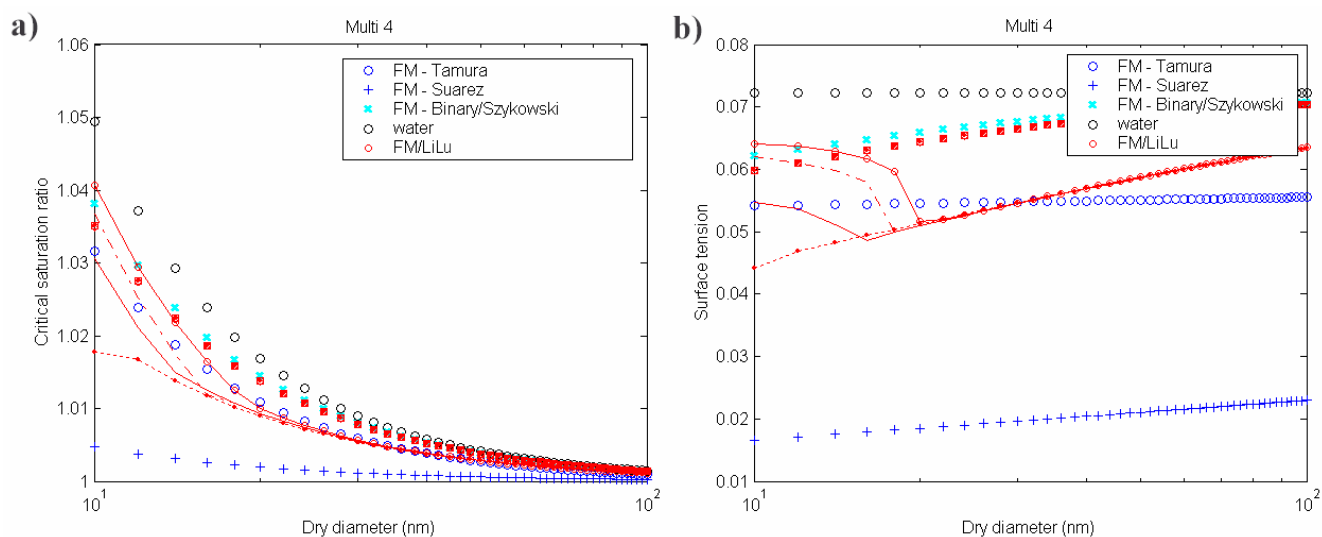 a)
Multi 4
1.06
1.05
1.04
1.03
1.02
1.01
1
Critical saturation ratio
FM - Tamura
FM - Suarez
FM - Binary/Szykowski
water
FM/LiLu
10^1
10^2
Dry diameter (nm)
b)
Multi 4
0.08
0.07
0.06
0.05
0.04
0.03
0.02
0.01
Surface tension
FM - Tamura
FM - Suarez
FM - Binary/Szykowski
water
FM/LiLu
10^1
10^2
Dry diameter (nm)